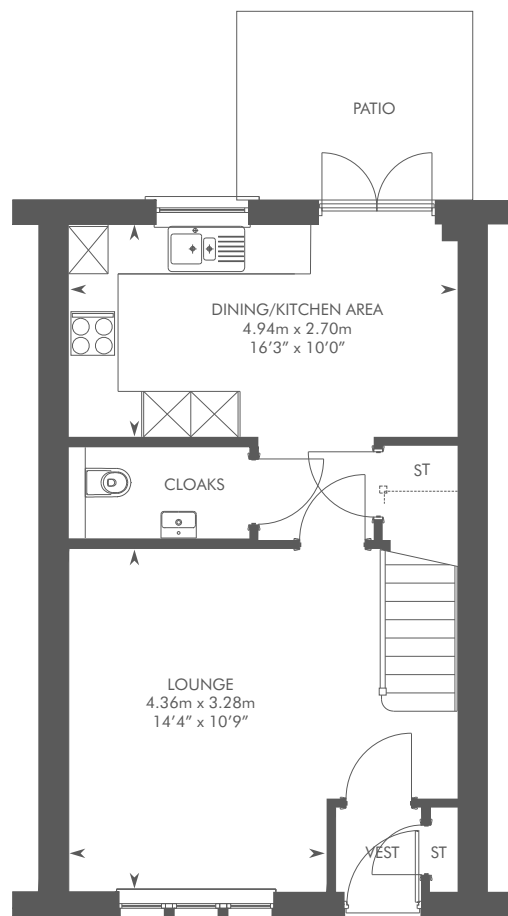 PATIO
DINING/KITCHEN AREA
4.94m x 2.70m
16’3” x 10’0”
CLOAKS
ST
LOUNGE
4.36m x 3.28m
14’4” x 10’9”
VEST
ST